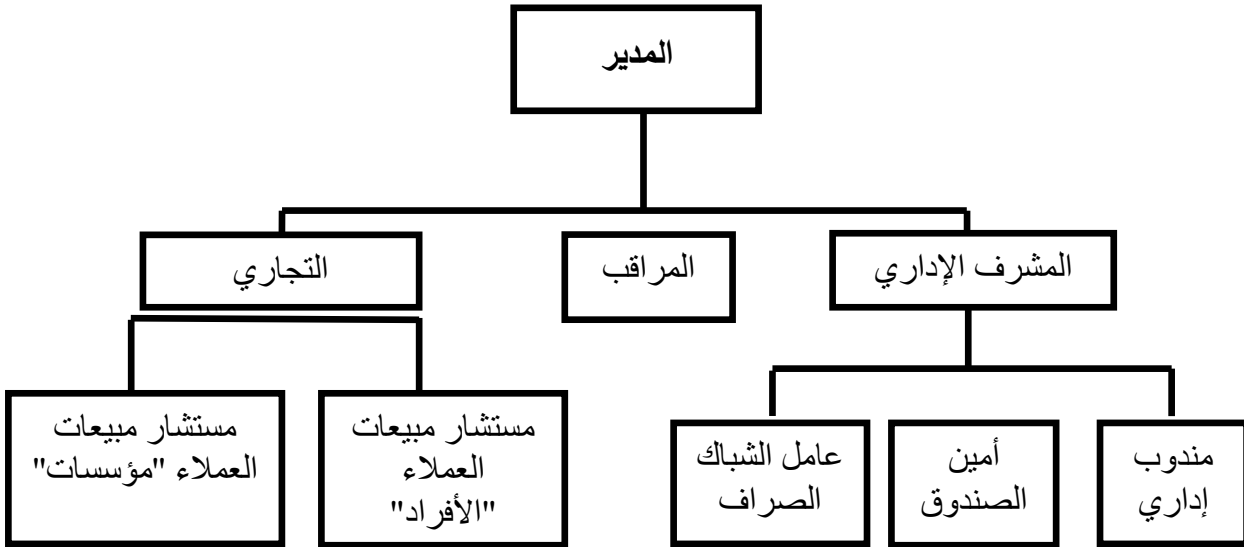 المدير
المشرف الإداري
المراقب
التجاري
مندوب
إداري
أمين
الصندوق
عامل الشباك
الصراف
مستشار مبيعات
العملاء
"الأفراد"
مستشار مبيعات
العملاء "مؤسسات"